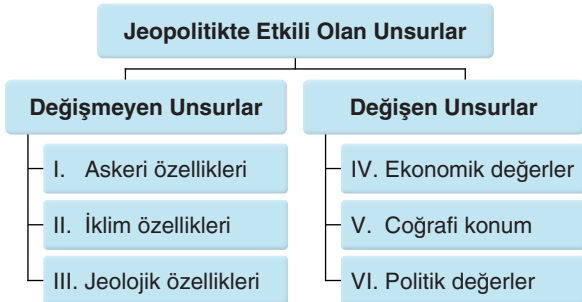 Jeopolitikte Etkili Olan Unsurlar
Değişmeyen Unsurlar
I. Askeri özellikleri
II. İklim özellikleri
III. Jeolojik özellikleri
Değişen Unsurlar
IV. Ekonomik değerler
V. Coğrafi konum
VI. Politik değerler